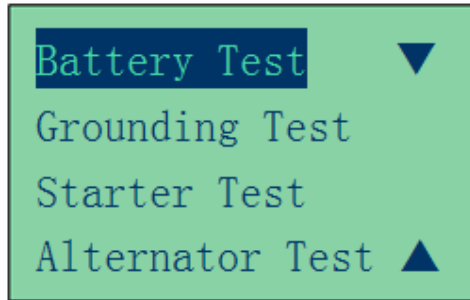 Battery Test ▼
Grounding Test
Starter Test
Alternator Test ▲